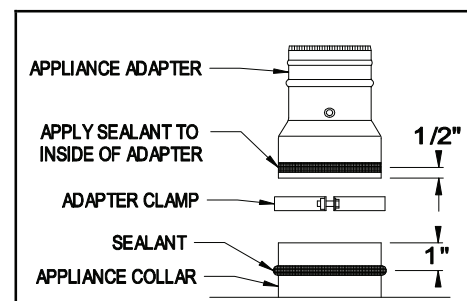 APPLIANCE ADAPTER
APPLY SEALANT TO
INSIDE OF ADAPTER
1/2"
ADAPTER CLAMP
SEALANT
1"
APPLIANCE COLLAR